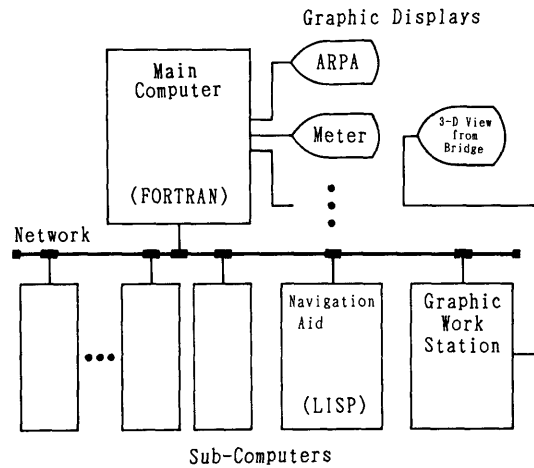 Graphic Displays
Main
Computer
(FORTRAN)
ARPA
Meter
3-D View
from
Bridge
Network
Navigation
Aid
(LISP)
Graphic
Work
Station
Sub-Computers